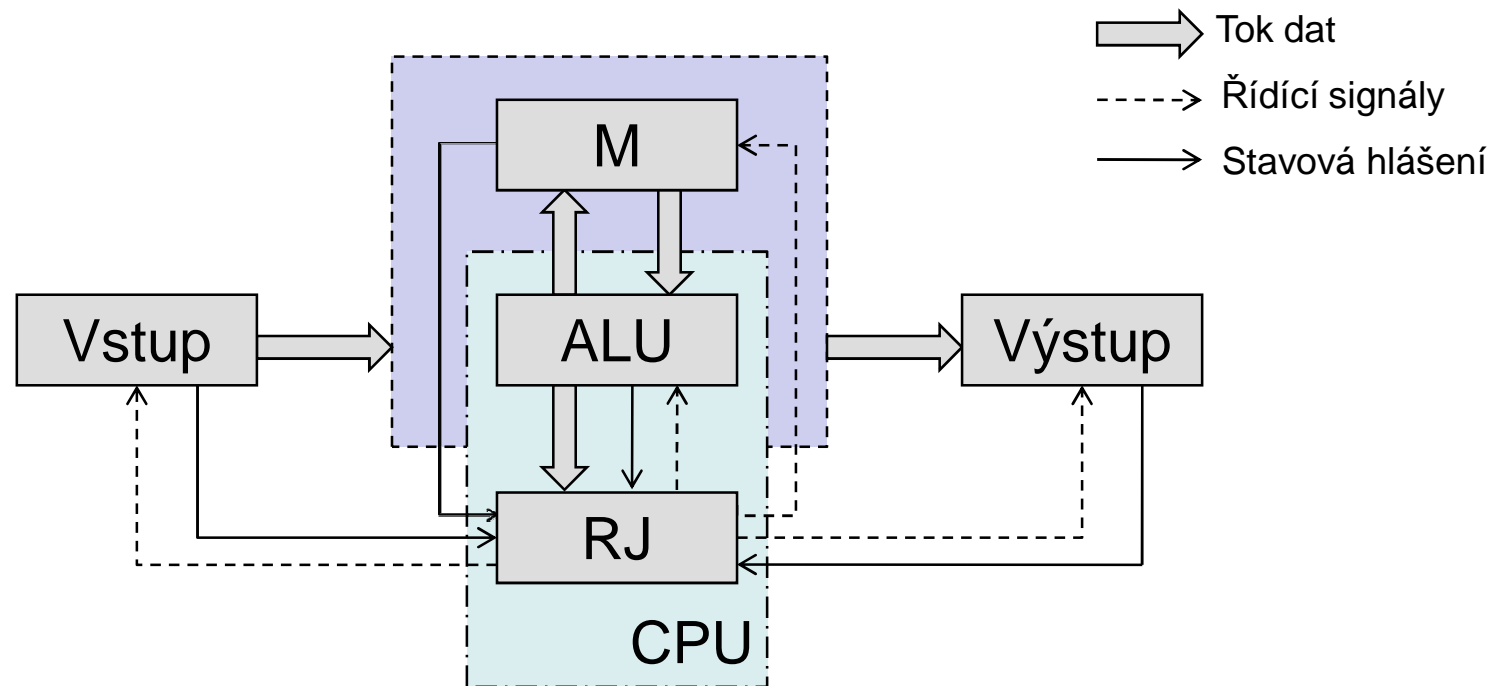 Tok dat
Řídící signály
Stavová hlášení
M
Vstup
ALU
Výstup
RJ
CPU